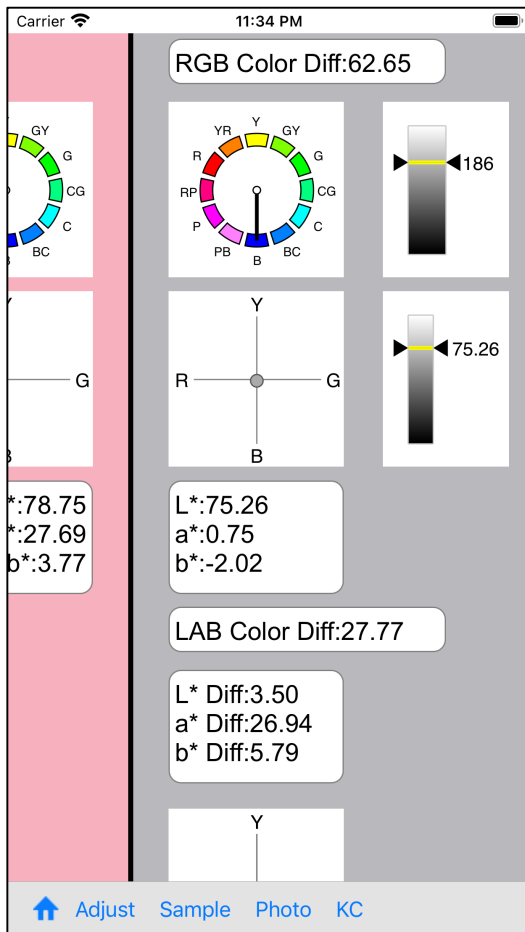 Carrier 11:34 PM
RGB Color Diff:62.65
GY
G
CG
C
BC
Y
GY
G
CG
C
BC
B
PB
P
RP
R
YR
186
G
Y
R G
B
75.26
*:78.75
*:27.69
b*:3.77
L*:75.26
a*:0.75
b*:-2.02
LAB Color Diff:27.77
L* Diff:3.50
a* Diff:26.94
b* Diff:5.79
Y
Adjust Sample Photo KC